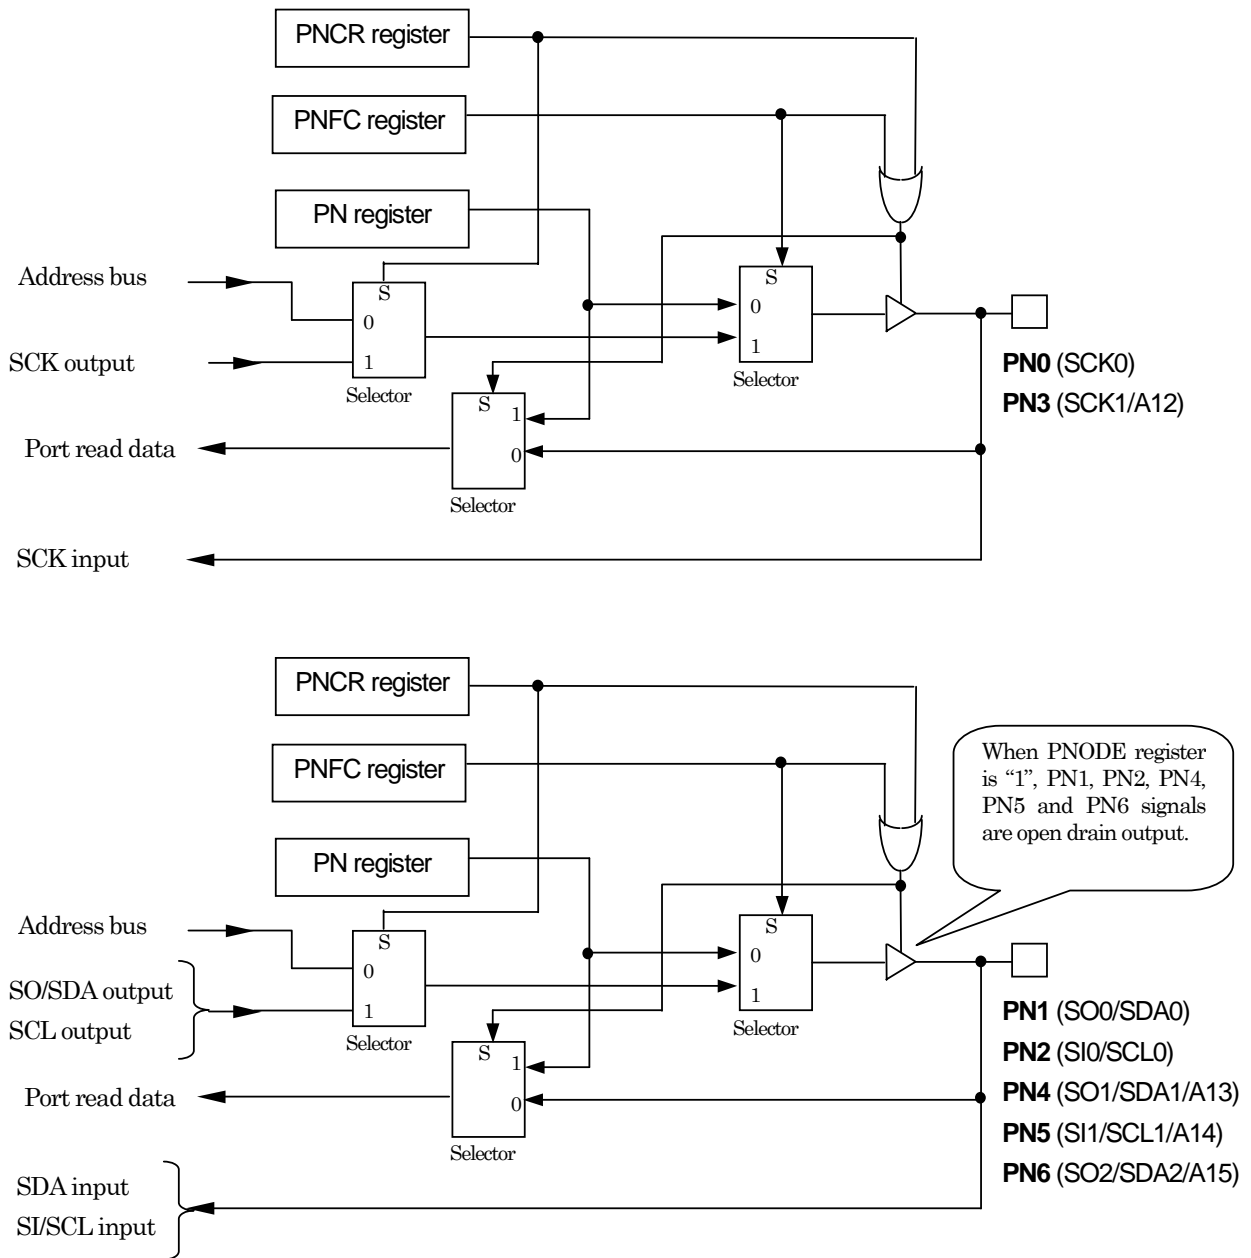 PNCR register
PNFC register
PN register
Address bus
S
0
1
Selector
SCK output
S
0
1
Selector
PN0 (SCK0)
PN3 (SCK1/A12)
S
1
0
Selector
Port read data
SCK input
PNCR register
PNFC register
PN register
When PNODE register
is “1”, PN1, PN2, PN4,
PN5 and PN6 signals
are open drain output.
Address bus
S
0
1
Selector
SO/SDA output
SCL output
S
0
1
Selector
PN1 (SO0/SDA0)
PN2 (SI0/SCL0)
PN4 (SO1/SDA1/A13)
PN5 (SI1/SCL1/A14)
PN6 (SO2/SDA2/A15)
S
1
0
Selector
Port read data
SDA input
SI/SCL input